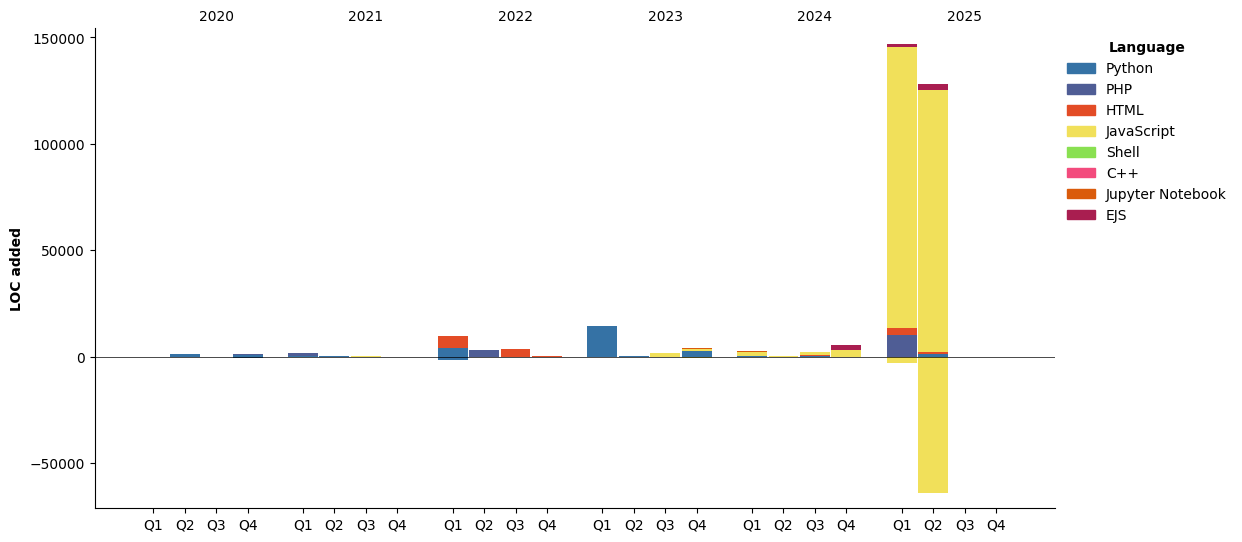 2020 2021 2022 2023 2024 2025
150000
100000
50000
0
−50000
LOC added
Q1 Q2 Q3 Q4 Q1 Q2 Q3 Q4 Q1 Q2 Q3 Q4 Q1 Q2 Q3 Q4 Q1 Q2 Q3 Q4 Q1 Q2 Q3 Q4
Language
Python
PHP
HTML
JavaScript
Shell
C++
Jupyter Notebook
EJS